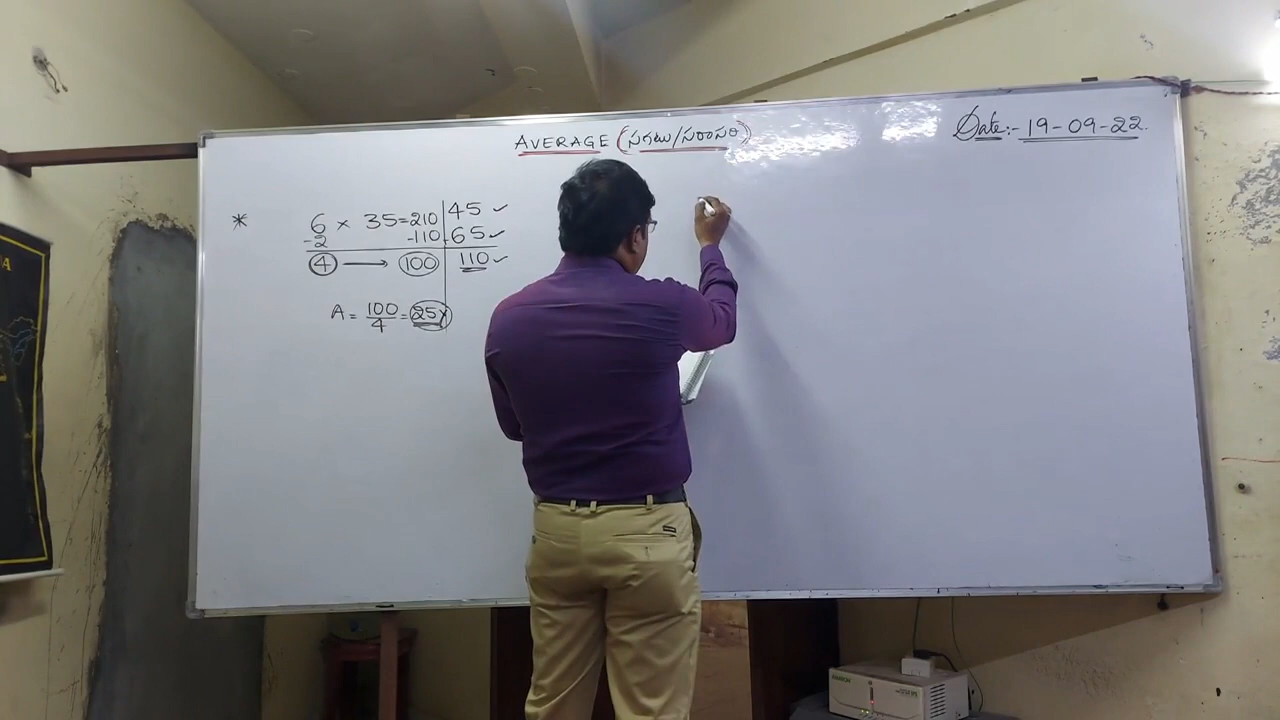 AVERAGE (సగటు/సరాసరి)
Date:- 19-09-22.
* 6 × 35=210 45 ✓
-2 -110 65 ✓
4 → 100 110 ✓
A = 100/4 = 25